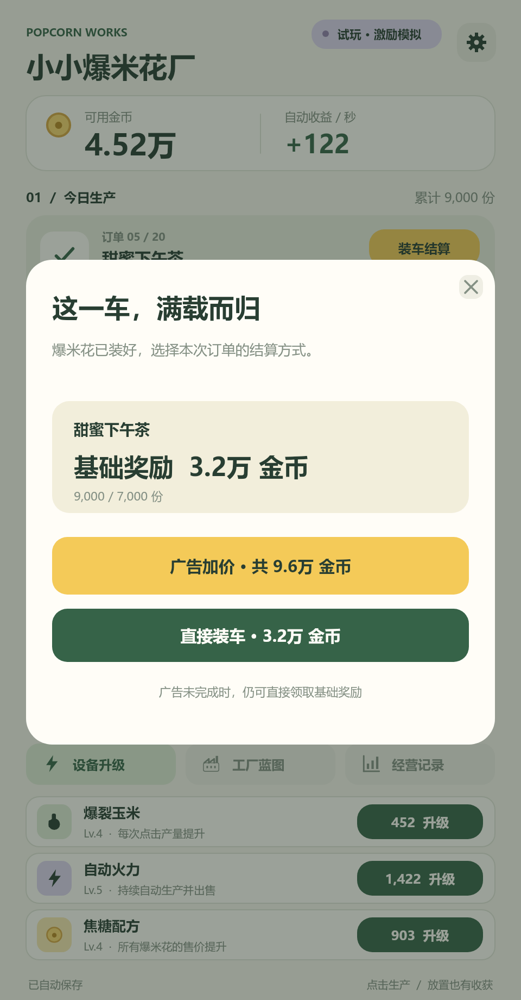 POPCORN WORKS
试玩·激励模拟
小小爆米花厂
可用金币
自动收益 / 秒
4.52万
+122
01 / 今日生产
累计 9,000 份
订单 05 / 20
甜蜜下午茶
装车结算
这一车，满载而归
爆米花已装好，选择本次订单的结算方式。
甜蜜下午茶
基础奖励 3.2万 金币
9,000 / 7,000 份
广告加价·共 9.6万 金币
直接装车·3.2万 金币
广告未完成时，仍可直接领取基础奖励
设备升级
工厂蓝图
经营记录
爆裂玉米
Lv.4 · 每次点击产量提升
452 升级
自动火力
Lv.5 · 持续自动生产并出售
1,422 升级
焦糖配方
Lv.4 · 所有爆米花的售价提升
903 升级
已自动保存
点击生产 / 放置也有收获